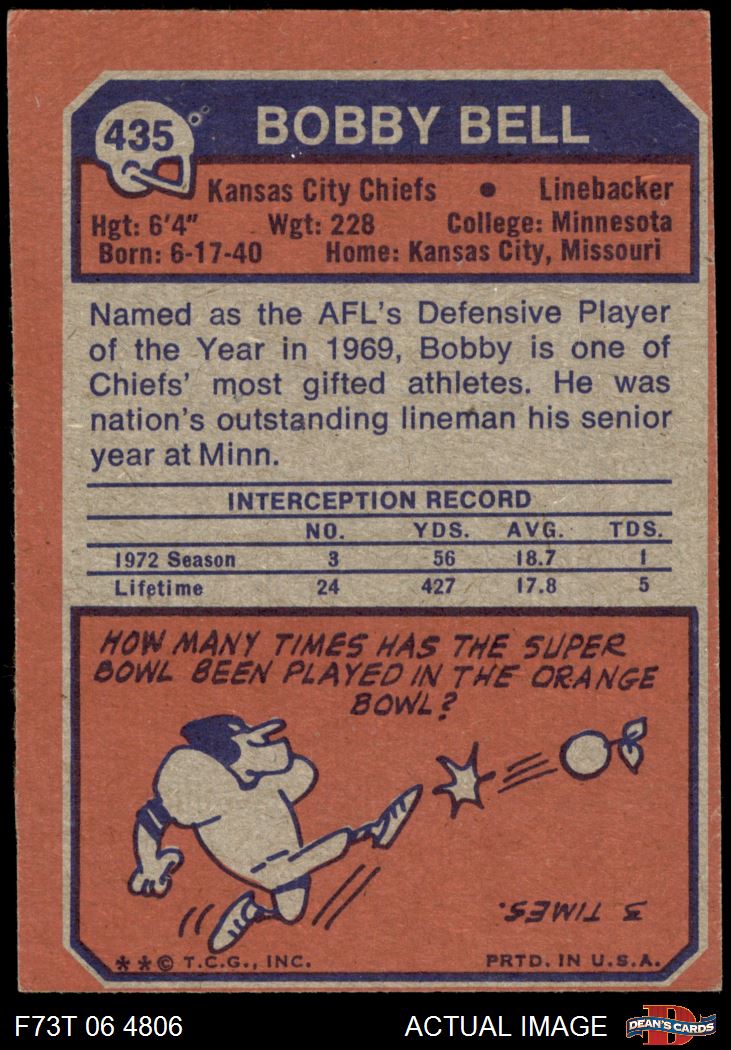 435
BOBBY BELL
Kansas City Chiefs • Linebacker
Hgt: 6'4" Wgt: 228 College: Minnesota
Born: 6-17-40 Home: Kansas City, Missouri
Named as the AFL's Defensive Player
of the Year in 1969, Bobby is one of
Chiefs' most gifted athletes. He was
nation's outstanding lineman his senior
year at Minn.
INTERCEPTION RECORD
NO. YDS. AVG. TDS.
1972 Season 3 56 18.7 1
Lifetime 24 427 17.8 5
HOW MANY TIMES HAS THE SUPER
BOWL BEEN PLAYED IN THE ORANGE
BOWL?
3 TIMES.
** © T.C.G., INC. PRTD. IN U.S.A.
F73T 06 4806 ACTUAL IMAGE D DEAN'S CARDS